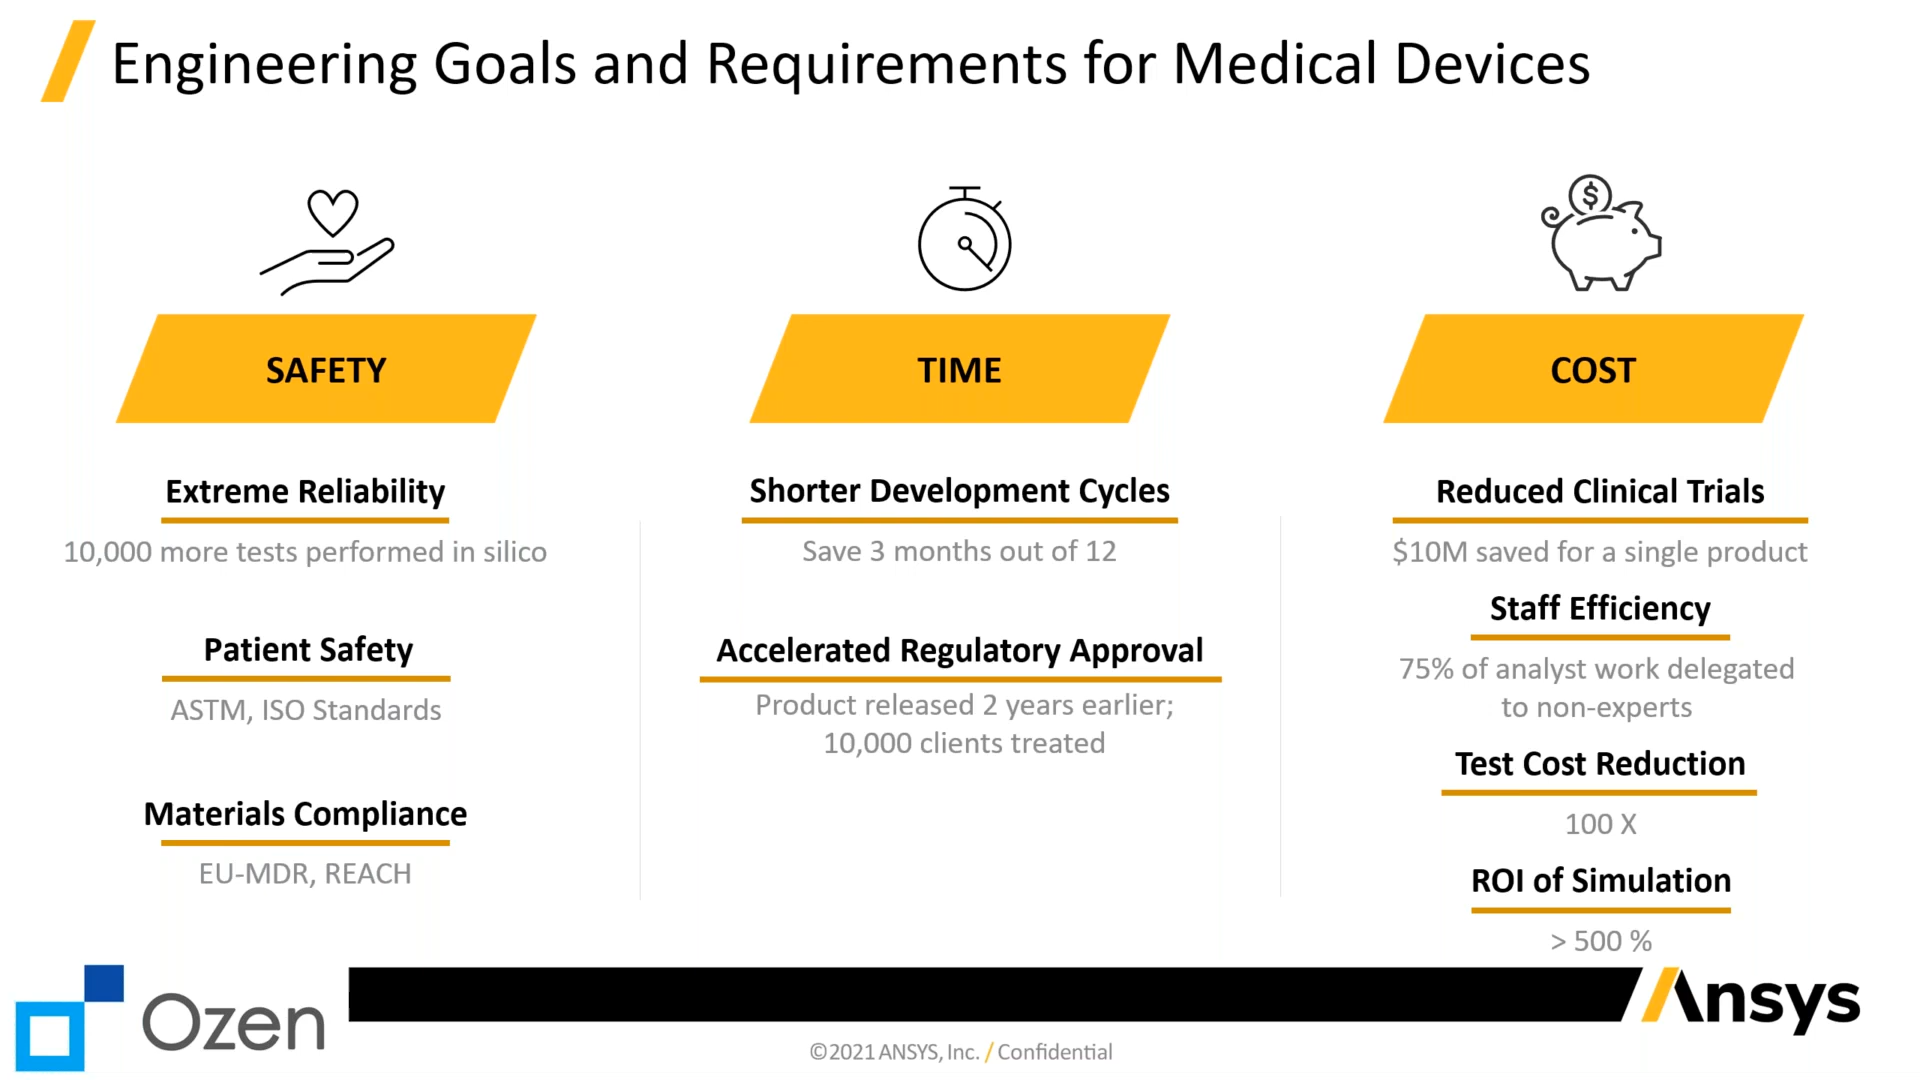 Engineering Goals and Requirements for Medical Devices
$
SAFETY
TIME
COST
Extreme Reliability
10,000 more tests performed in silico
Patient Safety
ASTM, ISO Standards
Materials Compliance
EU-MDR, REACH
Shorter Development Cycles
Save 3 months out of 12
Accelerated Regulatory Approval
Product released 2 years earlier;
10,000 clients treated
Reduced Clinical Trials
$10M saved for a single product
Staff Efficiency
75% of analyst work delegated
to non-experts
Test Cost Reduction
100 X
ROI of Simulation
> 500 %
Ozen
Ansys
©2021 ANSYS, Inc. / Confidential